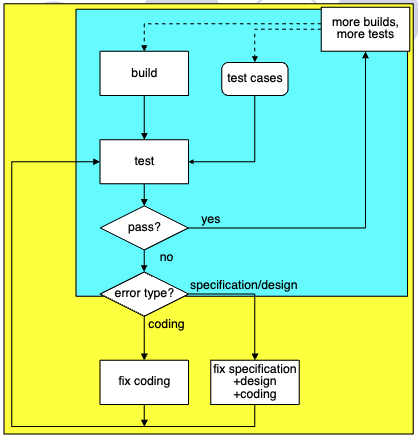 more builds,
more tests
build
test cases
test
pass?
yes
no
error type?
specification/design
coding
fix coding
fix specification
+design
+coding